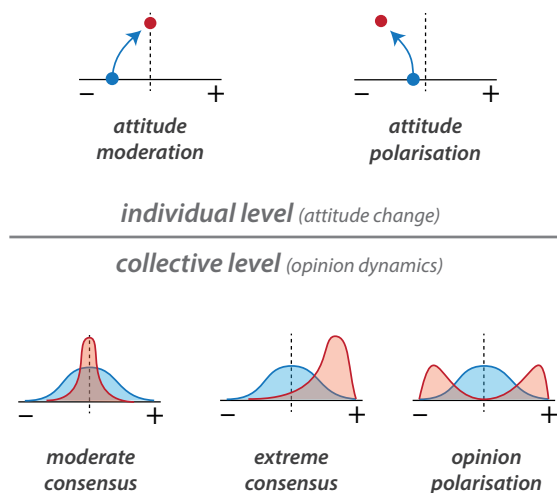 − + − +
attitude attitude
moderation polarisation
individual level (attitude change)
collective level (opinion dynamics)
− + − + − +
moderate extreme opinion
consensus consensus polarisation